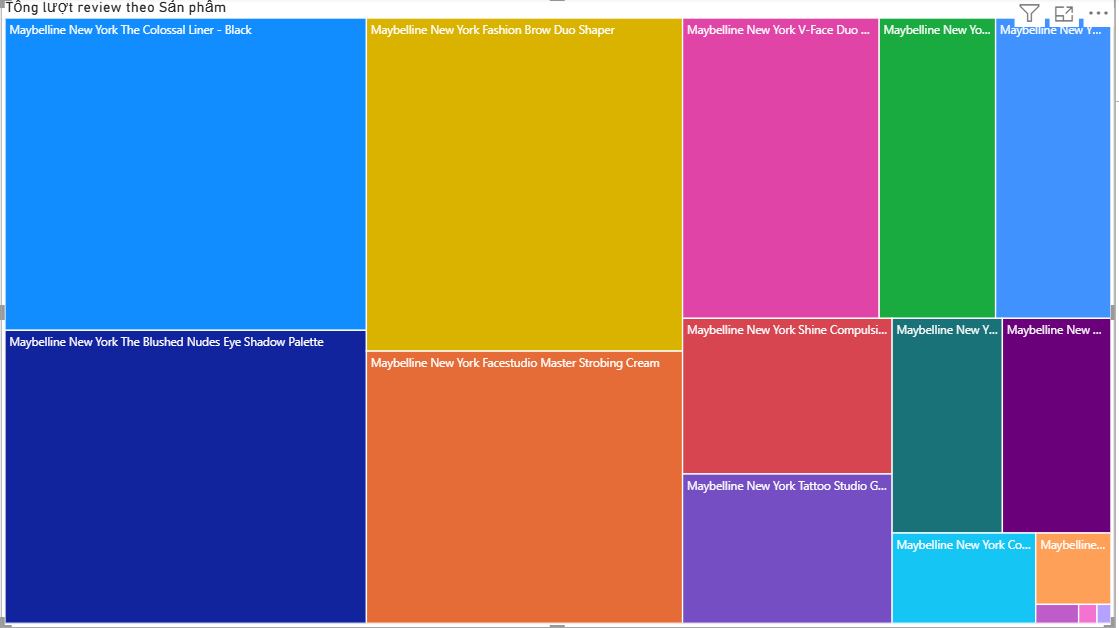 Tổng lượt review theo Sản phẩm
Maybelline New York The Colossal Liner - Black
Maybelline New York Fashion Brow Duo Shaper
Maybelline New York V-Face Duo ...
Maybelline New Yo...
Maybelline New Y...
Maybelline New York The Blushed Nudes Eye Shadow Palette
Maybelline New York Facestudio Master Strobing Cream
Maybelline New York Shine Compulsi...
Maybelline New Y...
Maybelline New ...
Maybelline New York Tattoo Studio G...
Maybelline New York Co...
Maybelline...